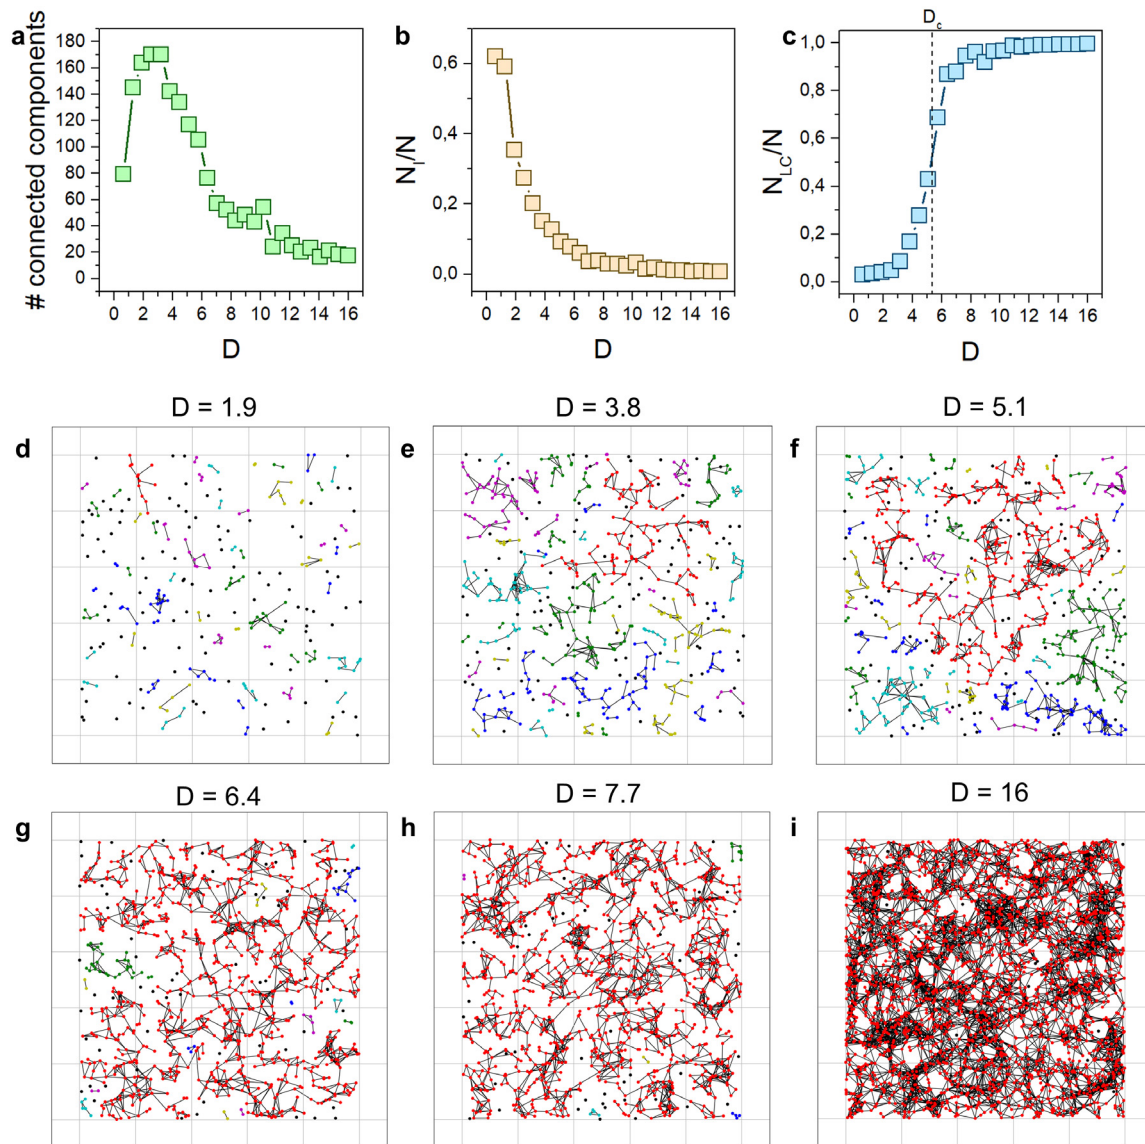 a
# connected components
180
160
140
120
100
80
60
40
20
0
0 2 4 6 8 10 12 14 16
D
b
N_I/N
0,6
0,4
0,2
0,0
0 2 4 6 8 10 12 14 16
D
c
D_c
N_LC/N
1,0
0,8
0,6
0,4
0,2
0,0
0 2 4 6 8 10 12 14 16
D
D = 1.9
d
D = 3.8
e
D = 5.1
f
D = 6.4
g
D = 7.7
h
D = 16
i